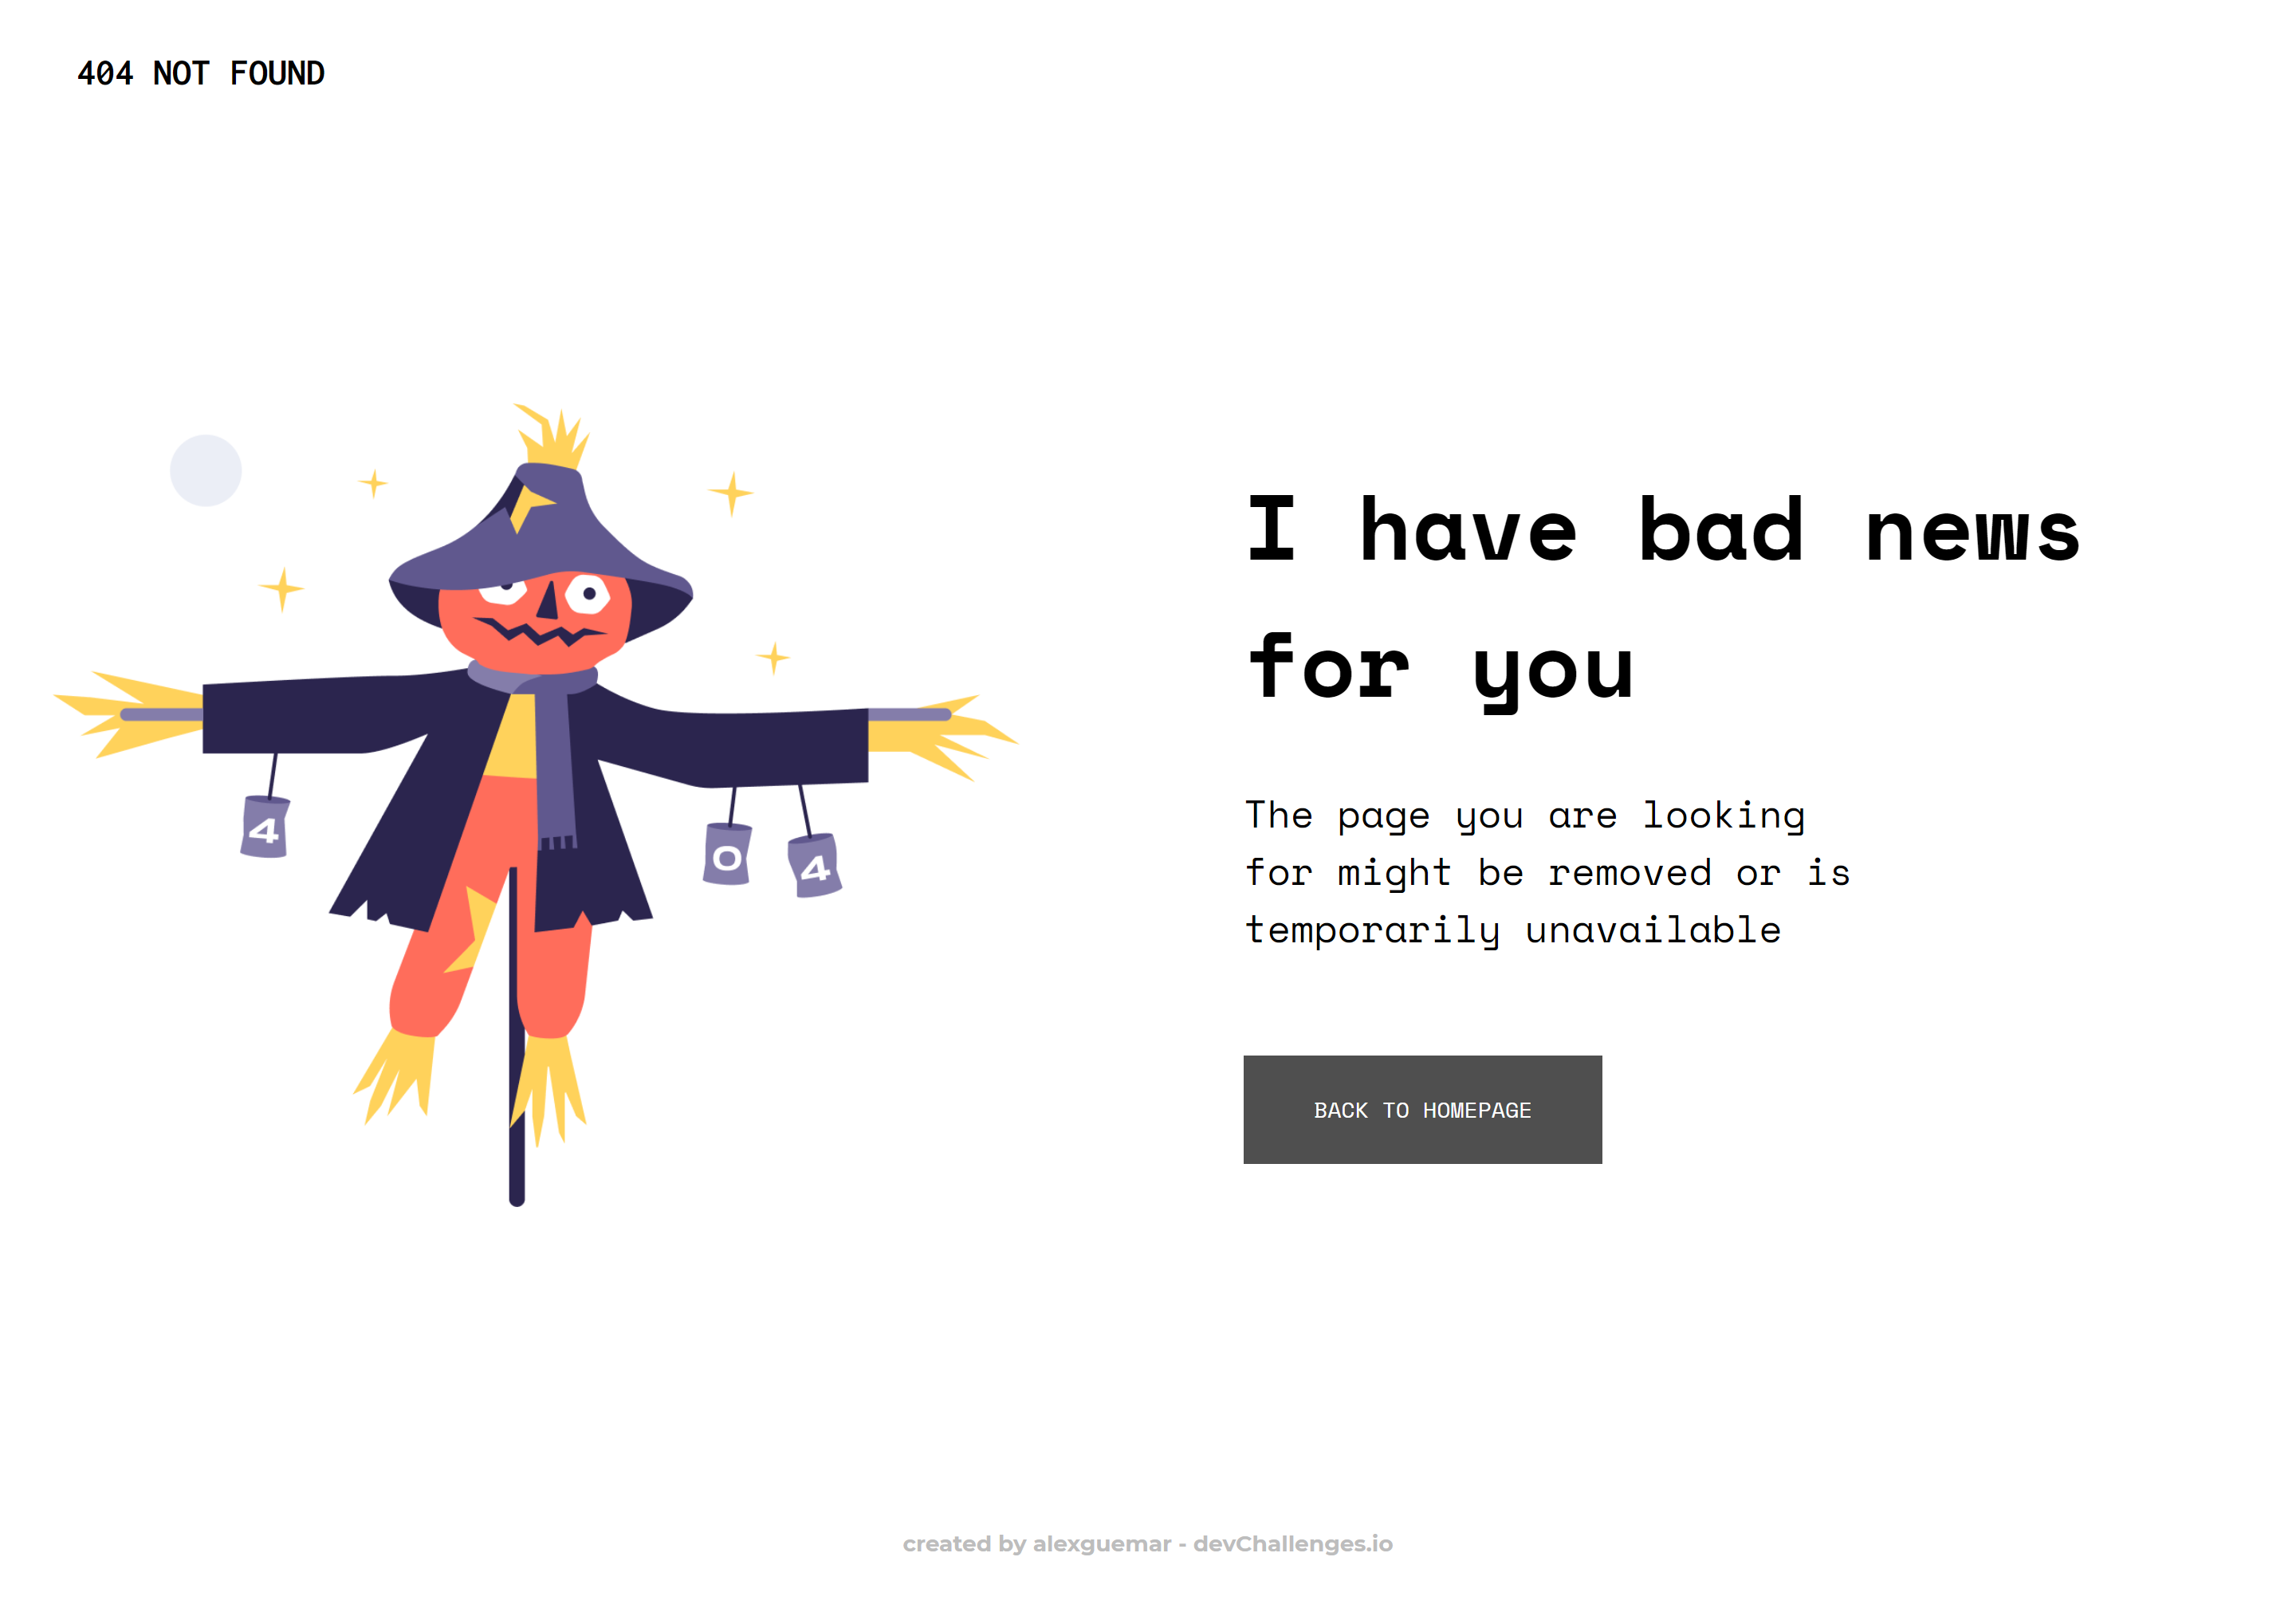 404 NOT FOUND
I have bad news
for you
4
0
4
The page you are looking
for might be removed or is
temporarily unavailable
BACK TO HOMEPAGE
created by alexguemar - devChallenges.io